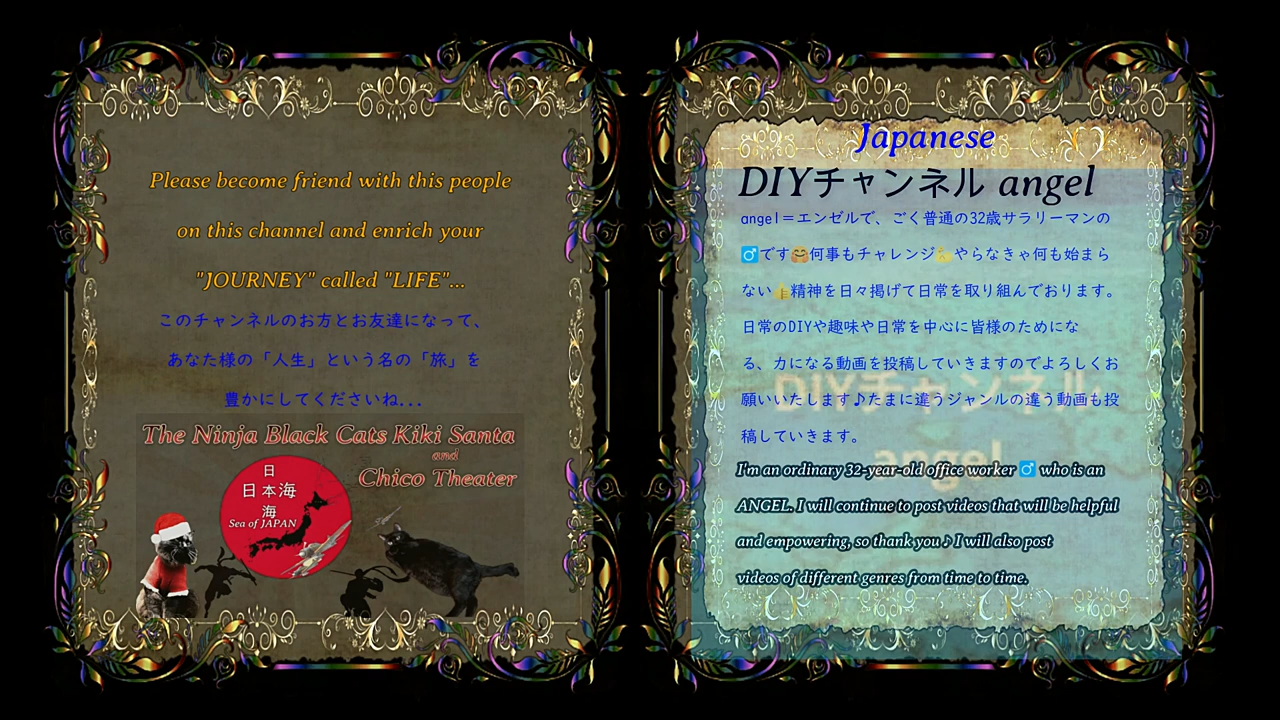 Please become friend with this people
on this channel and enrich your
"JOURNEY" called "LIFE"...
このチャンネルのお方とお友達になって、
あなた様の「人生」という名の「旅」を
豊かにしてくださいね...
The Ninja Black Cats Kiki Santa
and
Chico Theater
日
日本海
海
Sea of JAPAN
Japanese
DIYチャンネル angel
angel＝エンゼルで、ごく普通の32歳サラリーマンの
♂️です🤗何事もチャレンジ💪やらなきゃ何も始まら
ない👍精神を日々掲げて日常を取り組んでおります。
日常のDIYや趣味や日常を中心に皆様のためにな
る、力になる動画を投稿していきますのでよろしくお
願いいたします♪たまに違うジャンルの違う動画も投
稿していきます。
DIYチャンネル
angel
I'm an ordinary 32-year-old office worker ♂️ who is an
ANGEL. I will continue to post videos that will be helpful
and empowering, so thank you♪ I will also post
videos of different genres from time to time.